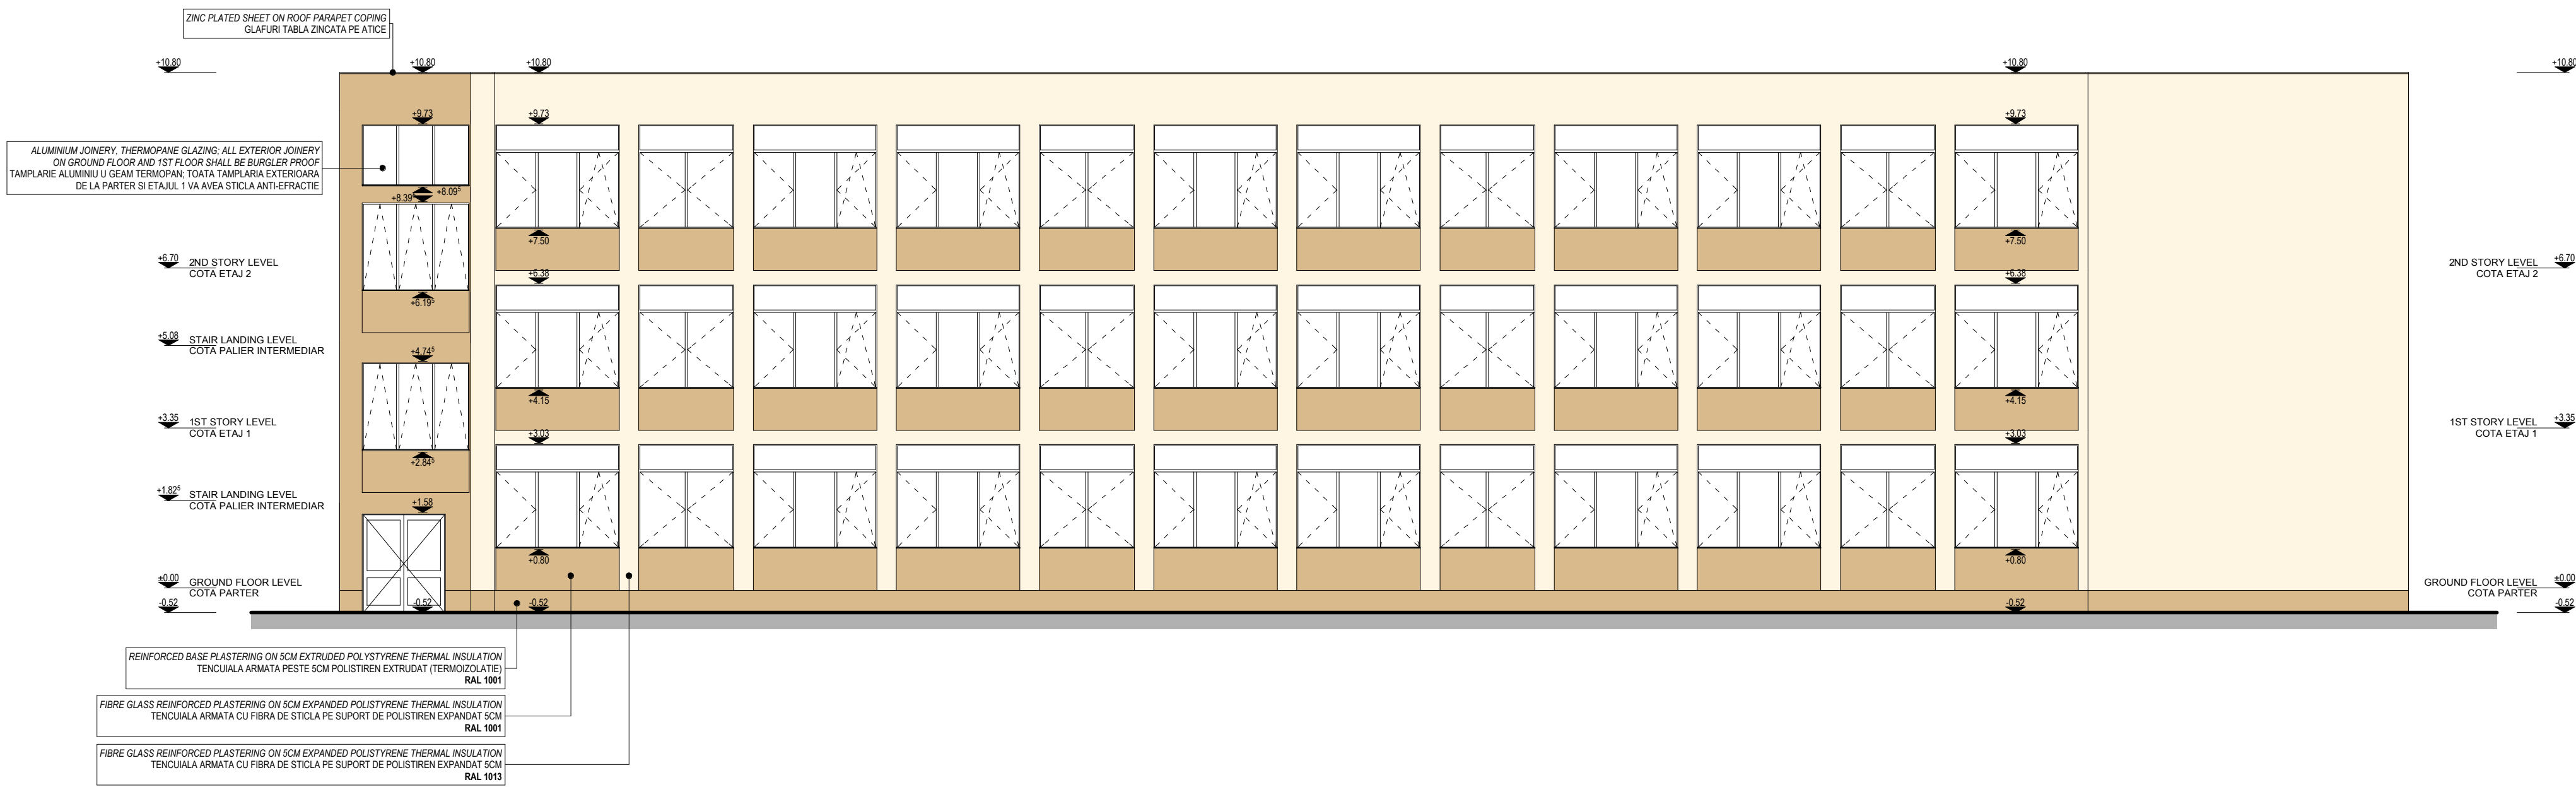 ZINC PLATED SHEET ON ROOF PARAPET COPING
GLAFURI TABLA ZINCATA PE ATICE
+10.80
+10.80
+10.80
+10.80
+10.80
+9.73
+9.73
+9.73
ALUMINIUM JOINERY, THERMOPANE GLAZING; ALL EXTERIOR JOINERY
ON GROUND FLOOR AND 1ST FLOOR SHALL BE BURGLER PROOF
TAMPLARIE ALUMINIU U GEAM TERMOPAN; TOATA TAMPLARIA EXTERIOARA
DE LA PARTER SI ETAJUL 1 VA AVEA STICLA ANTI-EFRACTIE
+8.09⁵
+8.39
+7.50
+7.50
+6.70
2ND STORY LEVEL
COTA ETAJ 2
+6.38
+6.38
2ND STORY LEVEL
COTA ETAJ 2
+6.70
+6.19⁵
+5.08
STAIR LANDING LEVEL
COTA PALIER INTERMEDIAR
+4.74⁵
+4.15
+4.15
+3.35
1ST STORY LEVEL
COTA ETAJ 1
+3.03
+3.03
1ST STORY LEVEL
COTA ETAJ 1
+3.35
+2.84⁵
+1.82⁵
STAIR LANDING LEVEL
COTA PALIER INTERMEDIAR
+1.58
+0.80
+0.80
±0.00
GROUND FLOOR LEVEL
COTA PARTER
GROUND FLOOR LEVEL
COTA PARTER
±0.00
-0.52
-0.52
-0.52
-0.52
-0.52
REINFORCED BASE PLASTERING ON 5CM EXTRUDED POLYSTYRENE THERMAL INSULATION
TENCUIALA ARMATA PESTE 5CM POLISTIREN EXTRUDAT (TERMOIZOLATIE)
RAL 1001
FIBRE GLASS REINFORCED PLASTERING ON 5CM EXPANDED POLISTYRENE THERMAL INSULATION
TENCUIALA ARMATA CU FIBRA DE STICLA PE SUPORT DE POLISTIREN EXPANDAT 5CM
RAL 1001
FIBRE GLASS REINFORCED PLASTERING ON 5CM EXPANDED POLISTYRENE THERMAL INSULATION
TENCUIALA ARMATA CU FIBRA DE STICLA PE SUPORT DE POLISTIREN EXPANDAT 5CM
RAL 1013